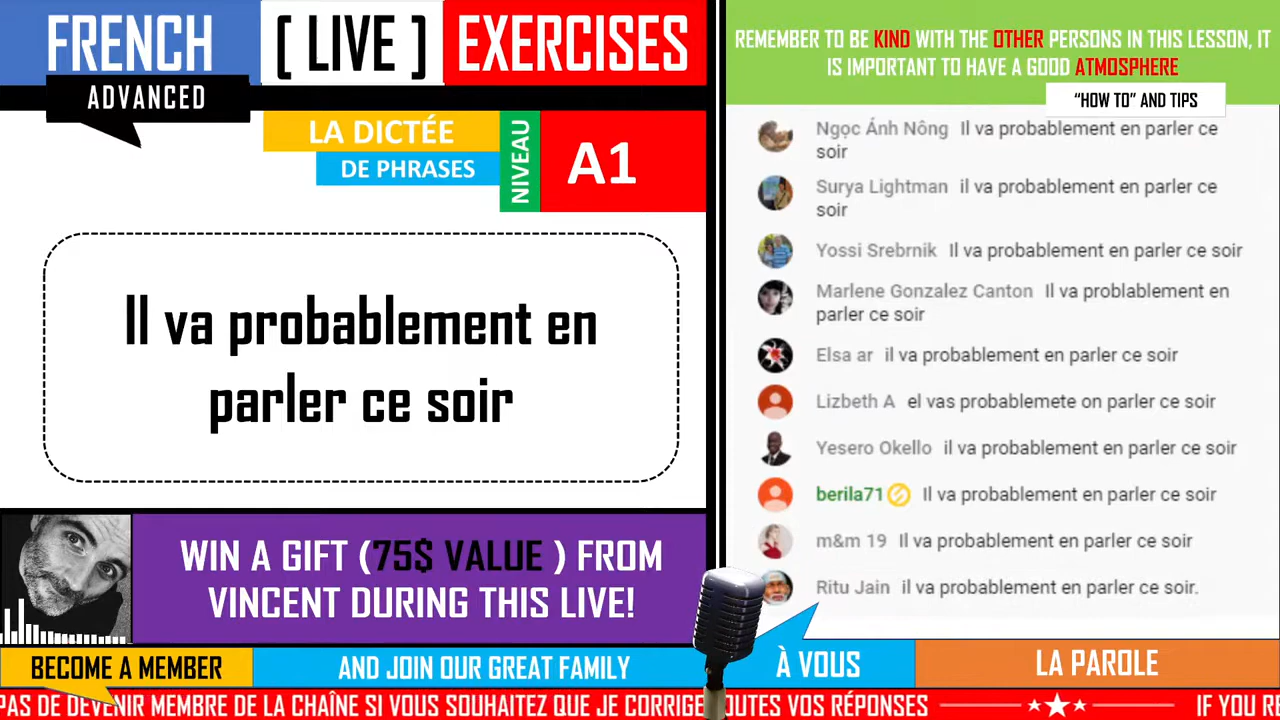 FRENCH
[ LIVE ]
EXERCISES
ADVANCED
LA DICTÉE
DE PHRASES
NIVEAU
A1
Il va probablement en
parler ce soir
WIN A GIFT (75$ VALUE ) FROM
VINCENT DURING THIS LIVE!
BECOME A MEMBER
AND JOIN OUR GREAT FAMILY
REMEMBER TO BE KIND WITH THE OTHER PERSONS IN THIS LESSON, IT
IS IMPORTANT TO HAVE A GOOD ATMOSPHERE
“HOW TO” AND TIPS
Ngọc Ánh Nông Il va probablement en parler ce
soir
Surya Lightman il va probablement en parler ce
soir
Yossi Srebrnik Il va probablement en parler ce soir
Marlene Gonzalez Canton Il va problablement en
parler ce soir
Elsa ar il va probablement en parler ce soir
Lizbeth A el vas probablemete on parler ce soir
Yesero Okello il va probablement en parler ce soir
berila71 Il va probablement en parler ce soir
m&m 19 Il va probablement en parler ce soir
Ritu Jain il va probablement en parler ce soir.
À VOUS
LA PAROLE
PAS DE DEVENIR MEMBRE DE LA CHAÎNE SI VOUS SOUHAITEZ QUE JE CORRIGE OUTES VOS RÉPONSES
IF YOU RE